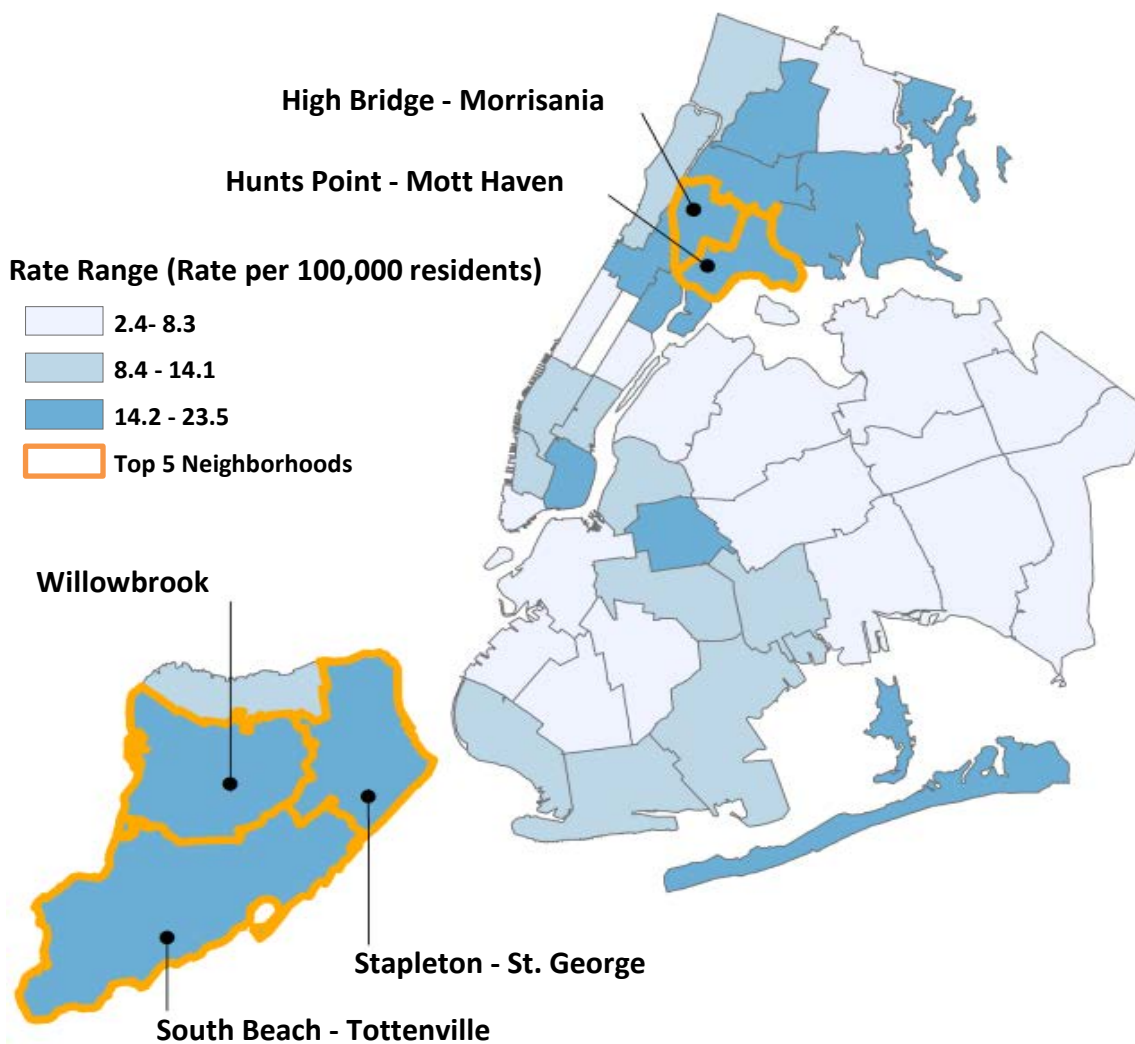 High Bridge - Morrisania
Hunts Point - Mott Haven
Rate Range (Rate per 100,000 residents)
2.4- 8.3
8.4 - 14.1
14.2 - 23.5
Top 5 Neighborhoods
Willowbrook
Stapleton - St. George
South Beach - Tottenville